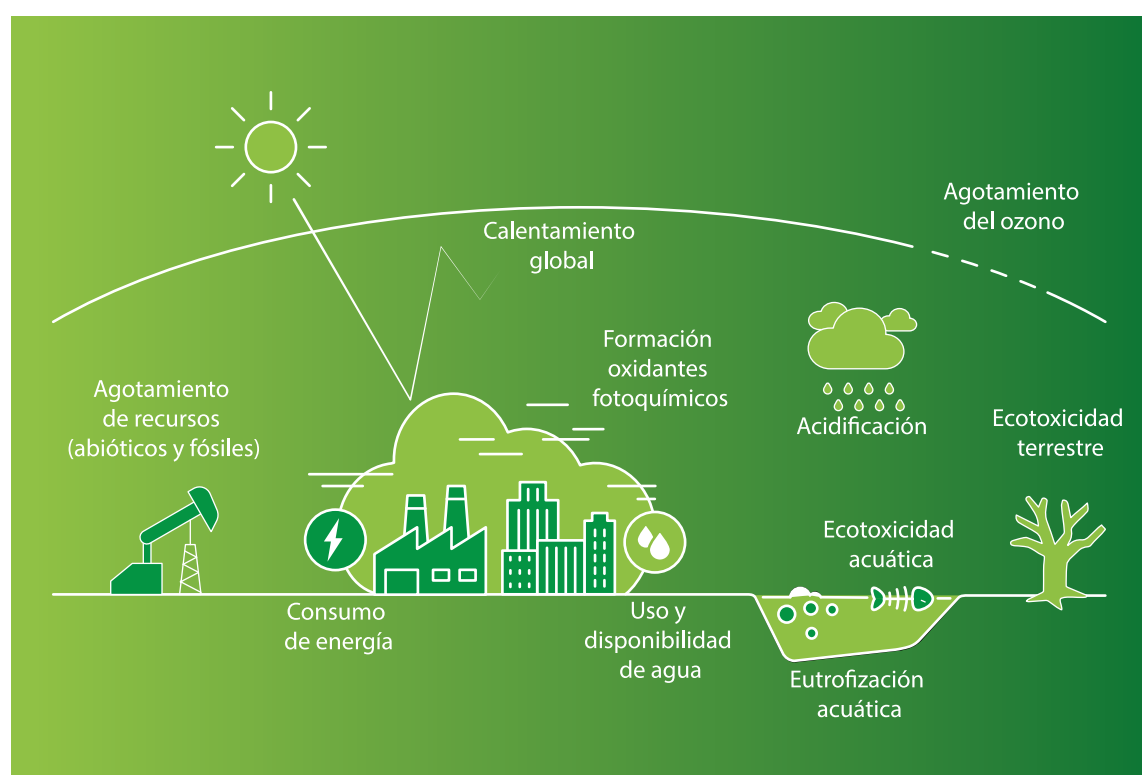 Agotamiento
del ozono
Calentamiento
global
Formación
oxidantes
fotoquímicos
Agotamiento
de recursos
(abióticos y fósiles)
Acidificación
Ecotoxicidad
terrestre
Ecotoxicidad
acuática
Consumo
de energía
Uso y
disponibilidad
de agua
Eutrofización
acuática